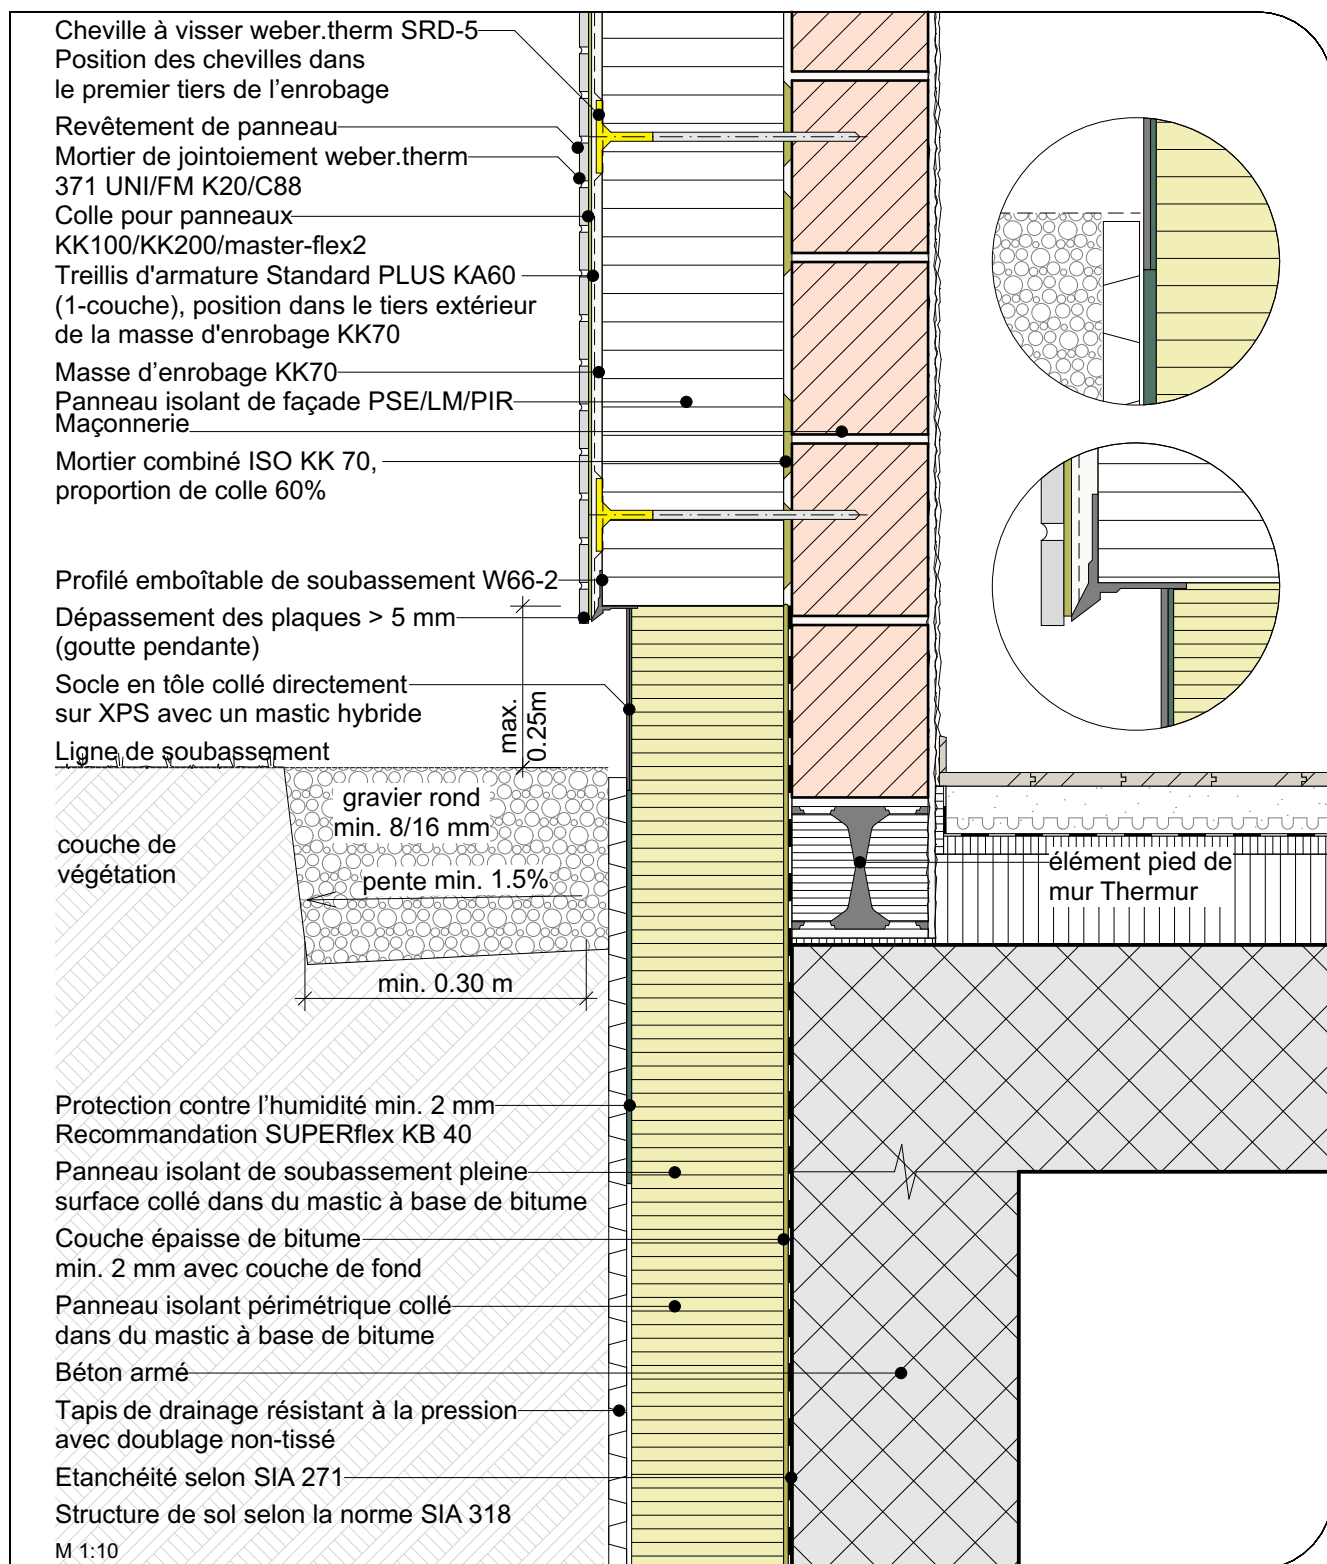 Cheville à visser weber.therm SRD-5
Position des chevilles dans
le premier tiers de l’enrobage
Revêtement de panneau
Mortier de jointoiement weber.therm
371 UNI/FM K20/C88
Colle pour panneaux
KK100/KK200/master-flex2
Treillis d'armature Standard PLUS KA60
(1-couche), position dans le tiers extérieur
de la masse d'enrobage KK70
Masse d’enrobage KK70
Panneau isolant de façade PSE/LM/PIR
Maçonnerie
Mortier combiné ISO KK 70,
proportion de colle 60%
Profilé emboîtable de soubassement W66-2
Dépassement des plaques > 5 mm
(goutte pendante)
Socle en tôle collé directement
sur XPS avec un mastic hybride
max.
0.25m
Ligne de soubassement
gravier rond
min. 8/16 mm
couche de
végétation
pente min. 1.5%
élément pied de
mur Thermur
min. 0.30 m
Protection contre l’humidité min. 2 mm
Recommandation SUPERflex KB 40
Panneau isolant de soubassement pleine
surface collé dans du mastic à base de bitume
Couche épaisse de bitume
min. 2 mm avec couche de fond
Panneau isolant périmétrique collé
dans du mastic à base de bitume
Béton armé
Tapis de drainage résistant à la pression
avec doublage non-tissé
Etanchéité selon SIA 271
Structure de sol selon la norme SIA 318
M 1:10